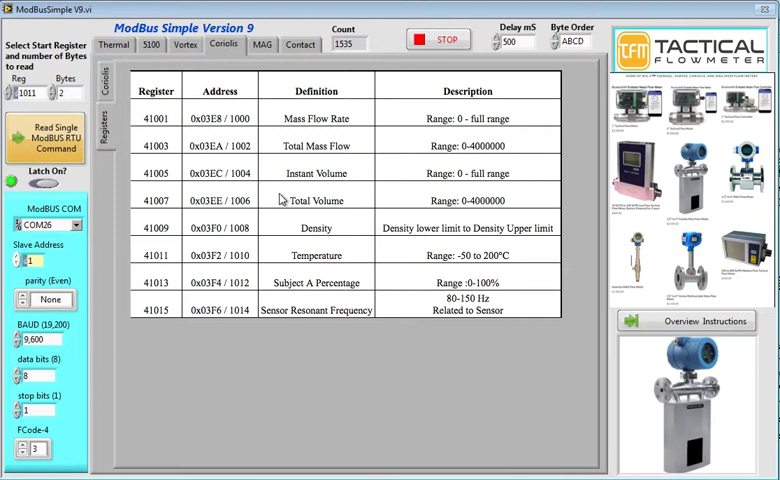 ModBusSimple V9.vi
ModBus Simple Version 9
Count
Delay mS
Byte Order
Thermal
5100
Vortex
Coriolis
MAG
Contact
1535
STOP
500
ABCD
Select Start Register
and number of Bytes
to read
Reg
Bytes
1011
2
Read Single
ModBUS RTU
Command
Latch On?
ModBUS COM
COM26
Slave Address
1
parity (Even)
None
BAUD (19,200)
9,600
data bits (8)
8
stop bits (1)
1
FCode-4
3
Coriolis
Registers
Register Address Definition Description
41001 0x03E8 / 1000 Mass Flow Rate Range: 0 - full range
41003 0x03EA / 1002 Total Mass Flow Range: 0-4000000
41005 0x03EC / 1004 Instant Volume Range: 0 - full range
41007 0x03EE / 1006 Total Volume Range: 0-4000000
41009 0x03F0 / 1008 Density Density lower limit to Density Upper limit
41011 0x03F2 / 1010 Temperature Range: -50 to 200ºC
41013 0x03F4 / 1012 Subject A Percentage Range :0-100%
41015 0x03F6 / 1014 Sensor Resonant Frequency 80-150 Hz
Related to Sensor
TFM
TACTICAL
FLOWMETER
Overview Instructions